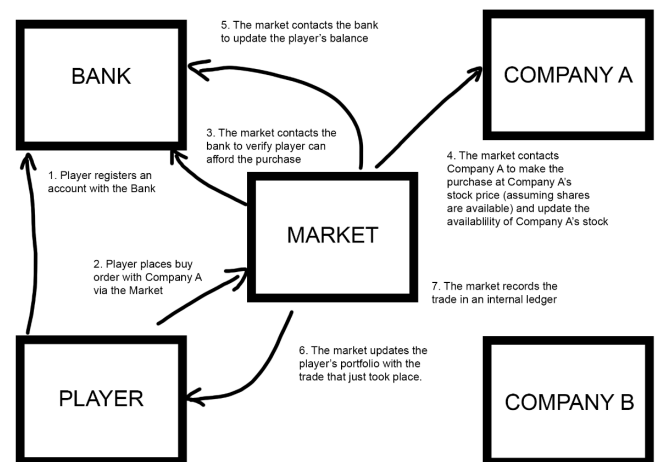 5. The market contacts the bank
to update the player's balance
BANK
COMPANY A
3. The market contacts the
bank to verify player can
afford the purchase
1. Player registers an
account with the Bank
4. The market contacts
Company A to make the
purchase at Company A's
stock price (assuming shares
are available) and update the
availablility of Company A's stock
MARKET
2. Player places buy
order with Company A
via the Market
7. The market records the
trade in an internal ledger
6. The market updates the
player's portfolio with the
trade that just took place.
PLAYER
COMPANY B